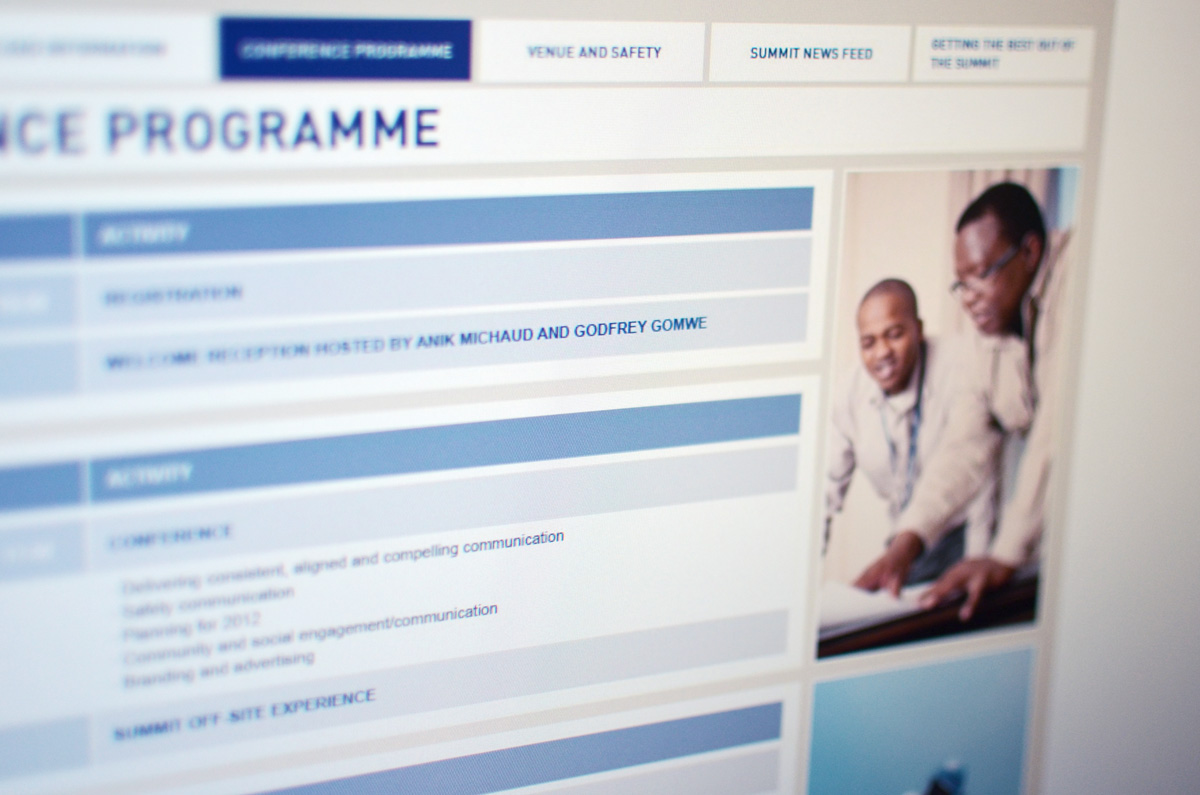 INFORMATION
CONFERENCE PROGRAMME
VENUE AND SAFETY
SUMMIT NEWS FEED
GETTING THE BEST OUT OF
THE SUMMIT
NCE PROGRAMME
ACTIVITY
REGISTRATION
WELCOME RECEPTION HOSTED BY ANIK MICHAUD AND GODFREY GOMWE
ACTIVITY
CONFERENCE
Delivering consistent, aligned and compelling communication
Safety communication
Planning for 2012
Community and social engagement/communication
Branding and advertising
SUMMIT OFF-SITE EXPERIENCE